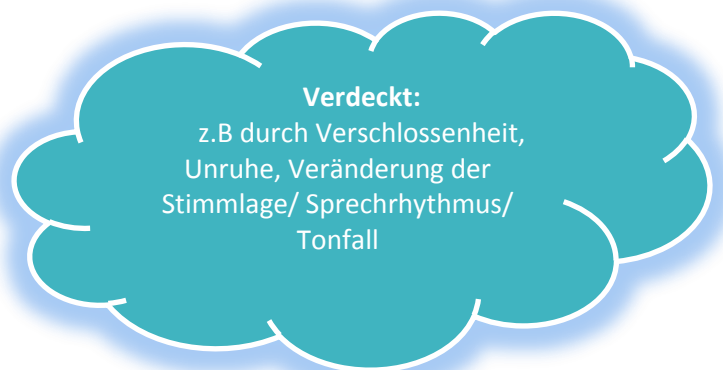 Verdeckt:
z.B durch Verschlossenheit,
Unruhe, Veränderung der
Stimmlage/ Sprechrhythmus/
Tonfall